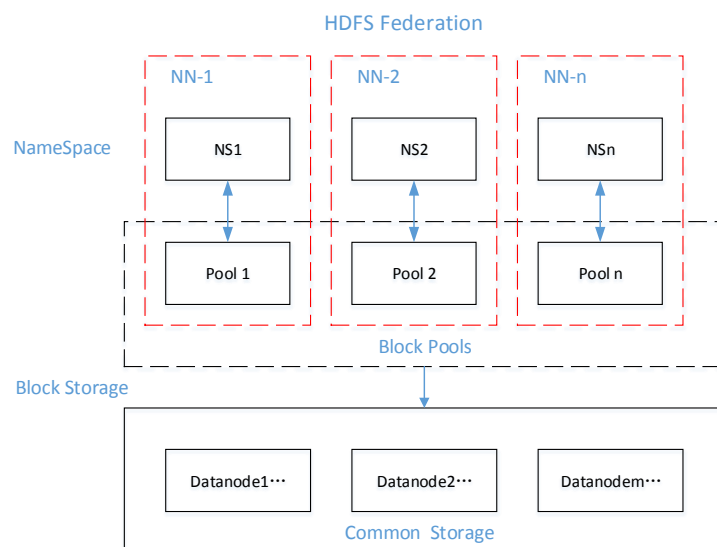 HDFS Federation
NN-1
NN-2
NN-n
NameSpace
NS1
NS2
NSn
Pool 1
Pool 2
Pool n
Block Pools
Block Storage
Datanode1…
Datanode2…
Datanodem…
Common Storage